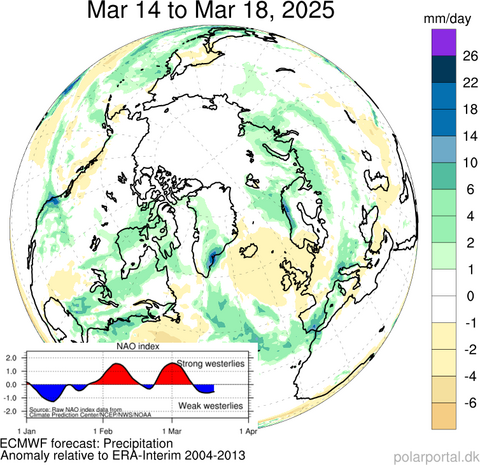 Mar 14 to Mar 18, 2025
mm/day
26
22
18
14
10
6
4
2
1
0
-1
-2
-4
-6
NAO index
2.0
1.0
0.0
-1.0
-2.0
Strong westerlies
Weak westerlies
Source: Raw NAO index data from
Climate Prediction Center/NCEP/NWS/NOAA
1 Jan 1 Feb 1 Mar 1 Apr
ECMWF forecast: Precipitation
Anomaly relative to ERA-Interim 2004-2013
polarportal.dk